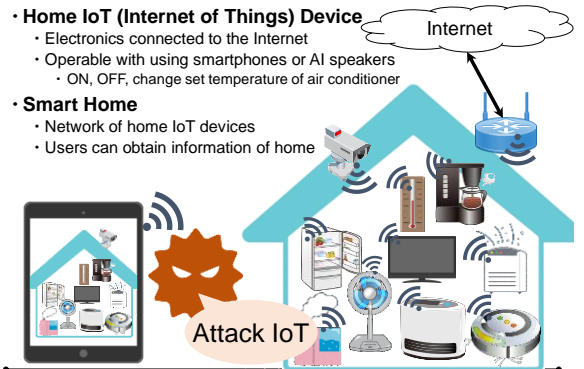 ・Home IoT (Internet of Things) Device
・Electronics connected to the Internet
・Operable with using smartphones or AI speakers
・ON, OFF, change set temperature of air conditioner
・Smart Home
・Network of home IoT devices
・Users can obtain information of home
Internet
Attack IoT